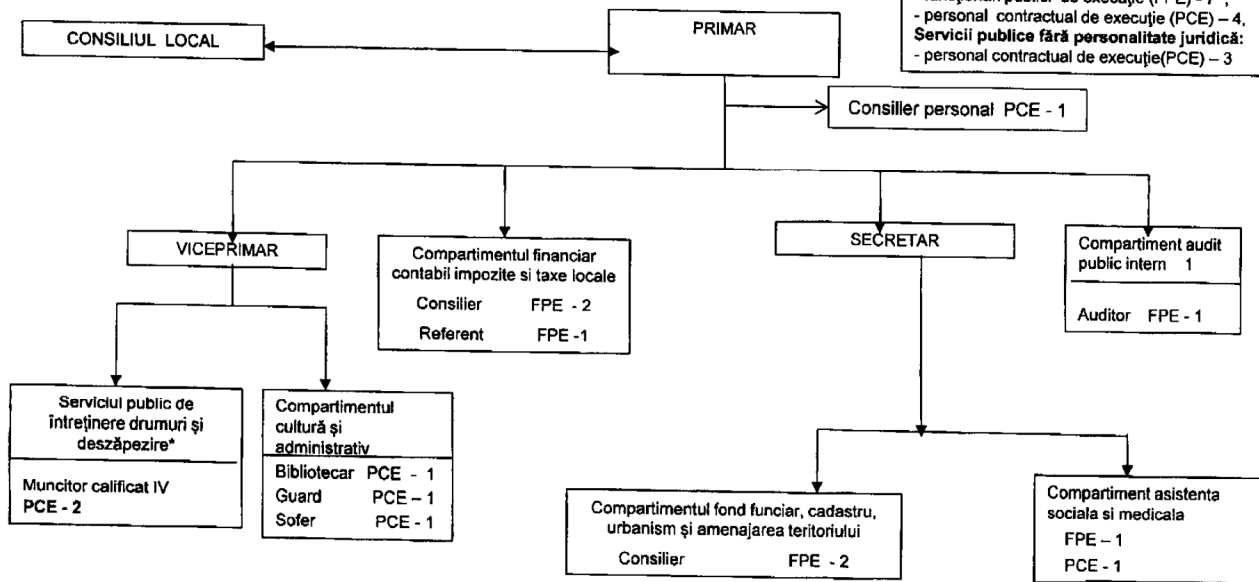 CONSILIUL LOCAL
PRIMAR
- personal contractual de execuție (PCE) – 4,
Servicii publice fără personalitate juridică:
- personal contractual de execuție(PCE) – 3
Consilier personal PCE - 1
VICEPRIMAR
Compartimentul financiar
contabil impozite si taxe locale
Consilier FPE - 2
Referent FPE -1
SECRETAR
Compartiment audit
public intern 1
Auditor FPE - 1
Serviciul public de
întreținere drumuri și
deszăpezire*
Muncitor calificat IV
PCE - 2
Compartimentul
cultură și
administrativ
Bibliotecar PCE - 1
Guard PCE – 1
Sofer PCE - 1
Compartimentul fond funciar, cadastru,
urbanism și amenajarea teritoriului
Consilier FPE - 2
Compartiment asistenta
sociala si medicala
FPE – 1
PCE - 1